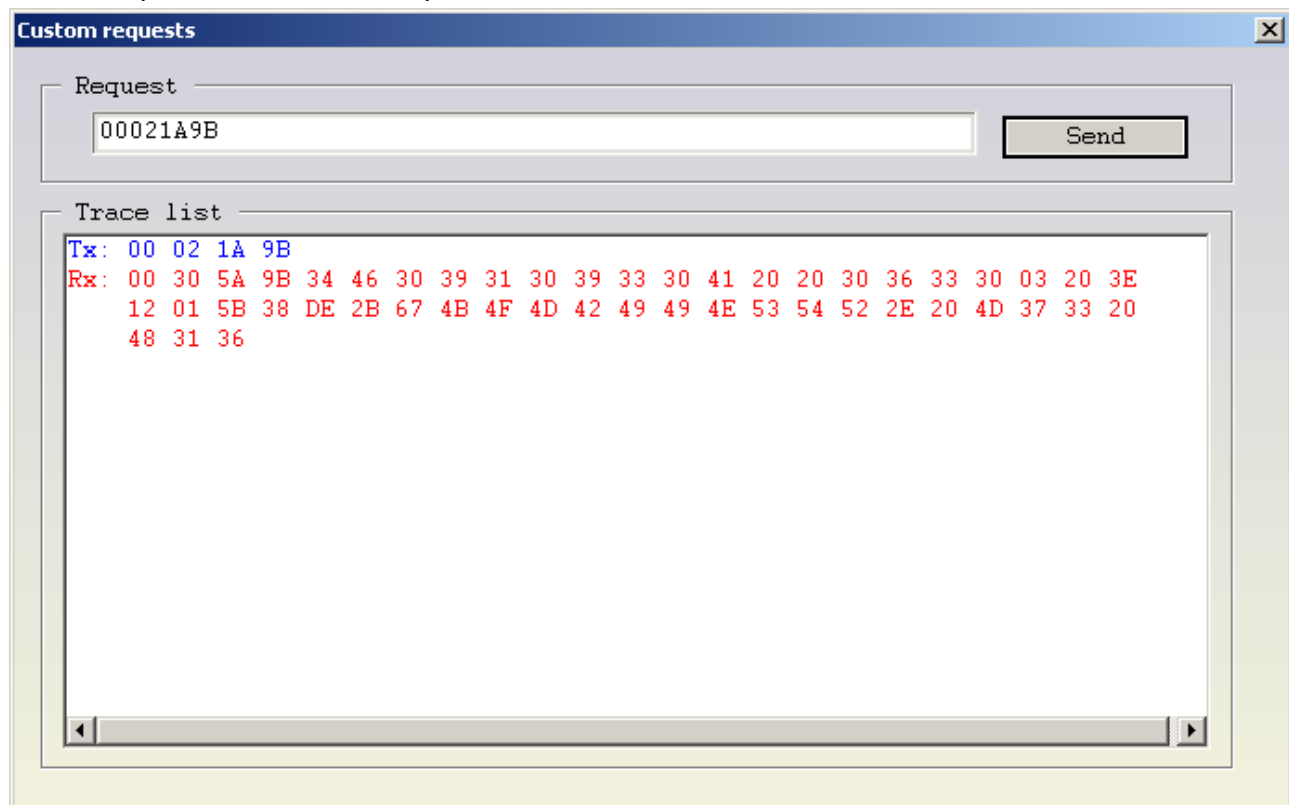 Custom requests
Request
00021A9B
Send
Trace list
Tx: 00 02 1A 9B
Rx: 00 30 5A 9B 34 46 30 39 31 30 39 33 30 41 20 20 30 36 33 30 03 20 3E
12 01 5B 38 DE 2B 67 4B 4F 4D 42 49 49 4E 53 54 52 2E 20 4D 37 33 20
48 31 36